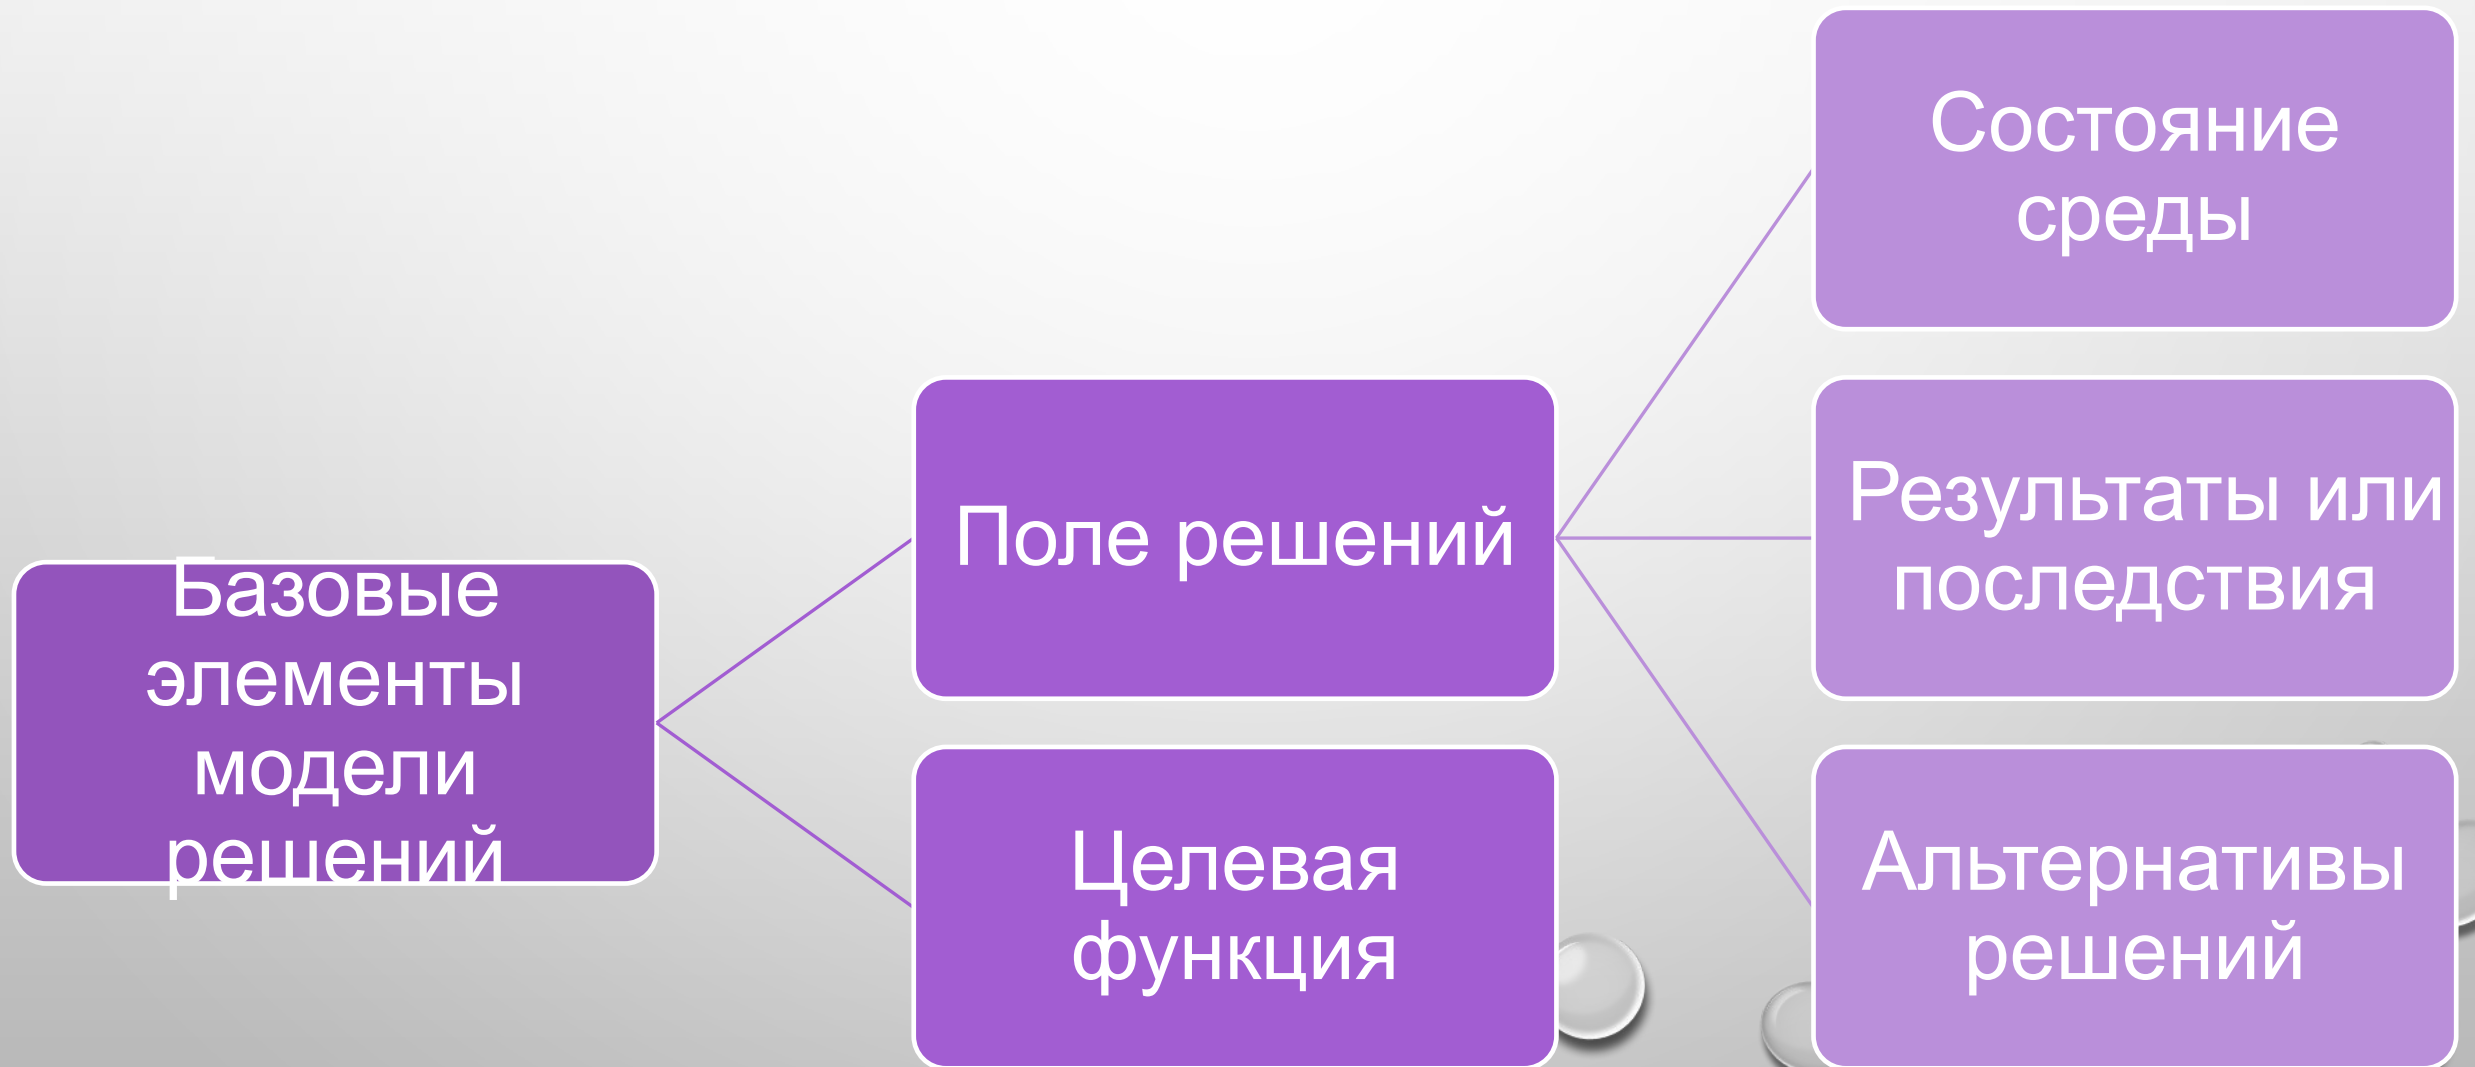 Базовые
элементы
модели
решений
Поле решений
Целевая
функция
Состояние
среды
Результаты или
последствия
Альтернативы
решений